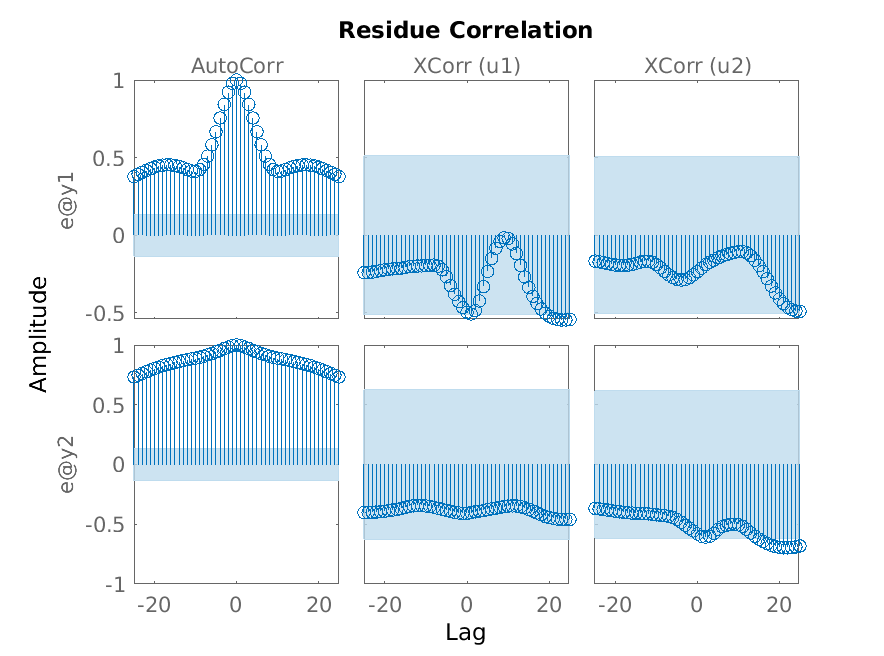 Residue Correlation
AutoCorr
XCorr (u1)
XCorr (u2)
1
0.5
0
-0.5
e@y1
Amplitude
1
0.5
0
-0.5
-1
e@y2
-20
0
20
-20
0
20
-20
0
20
Lag